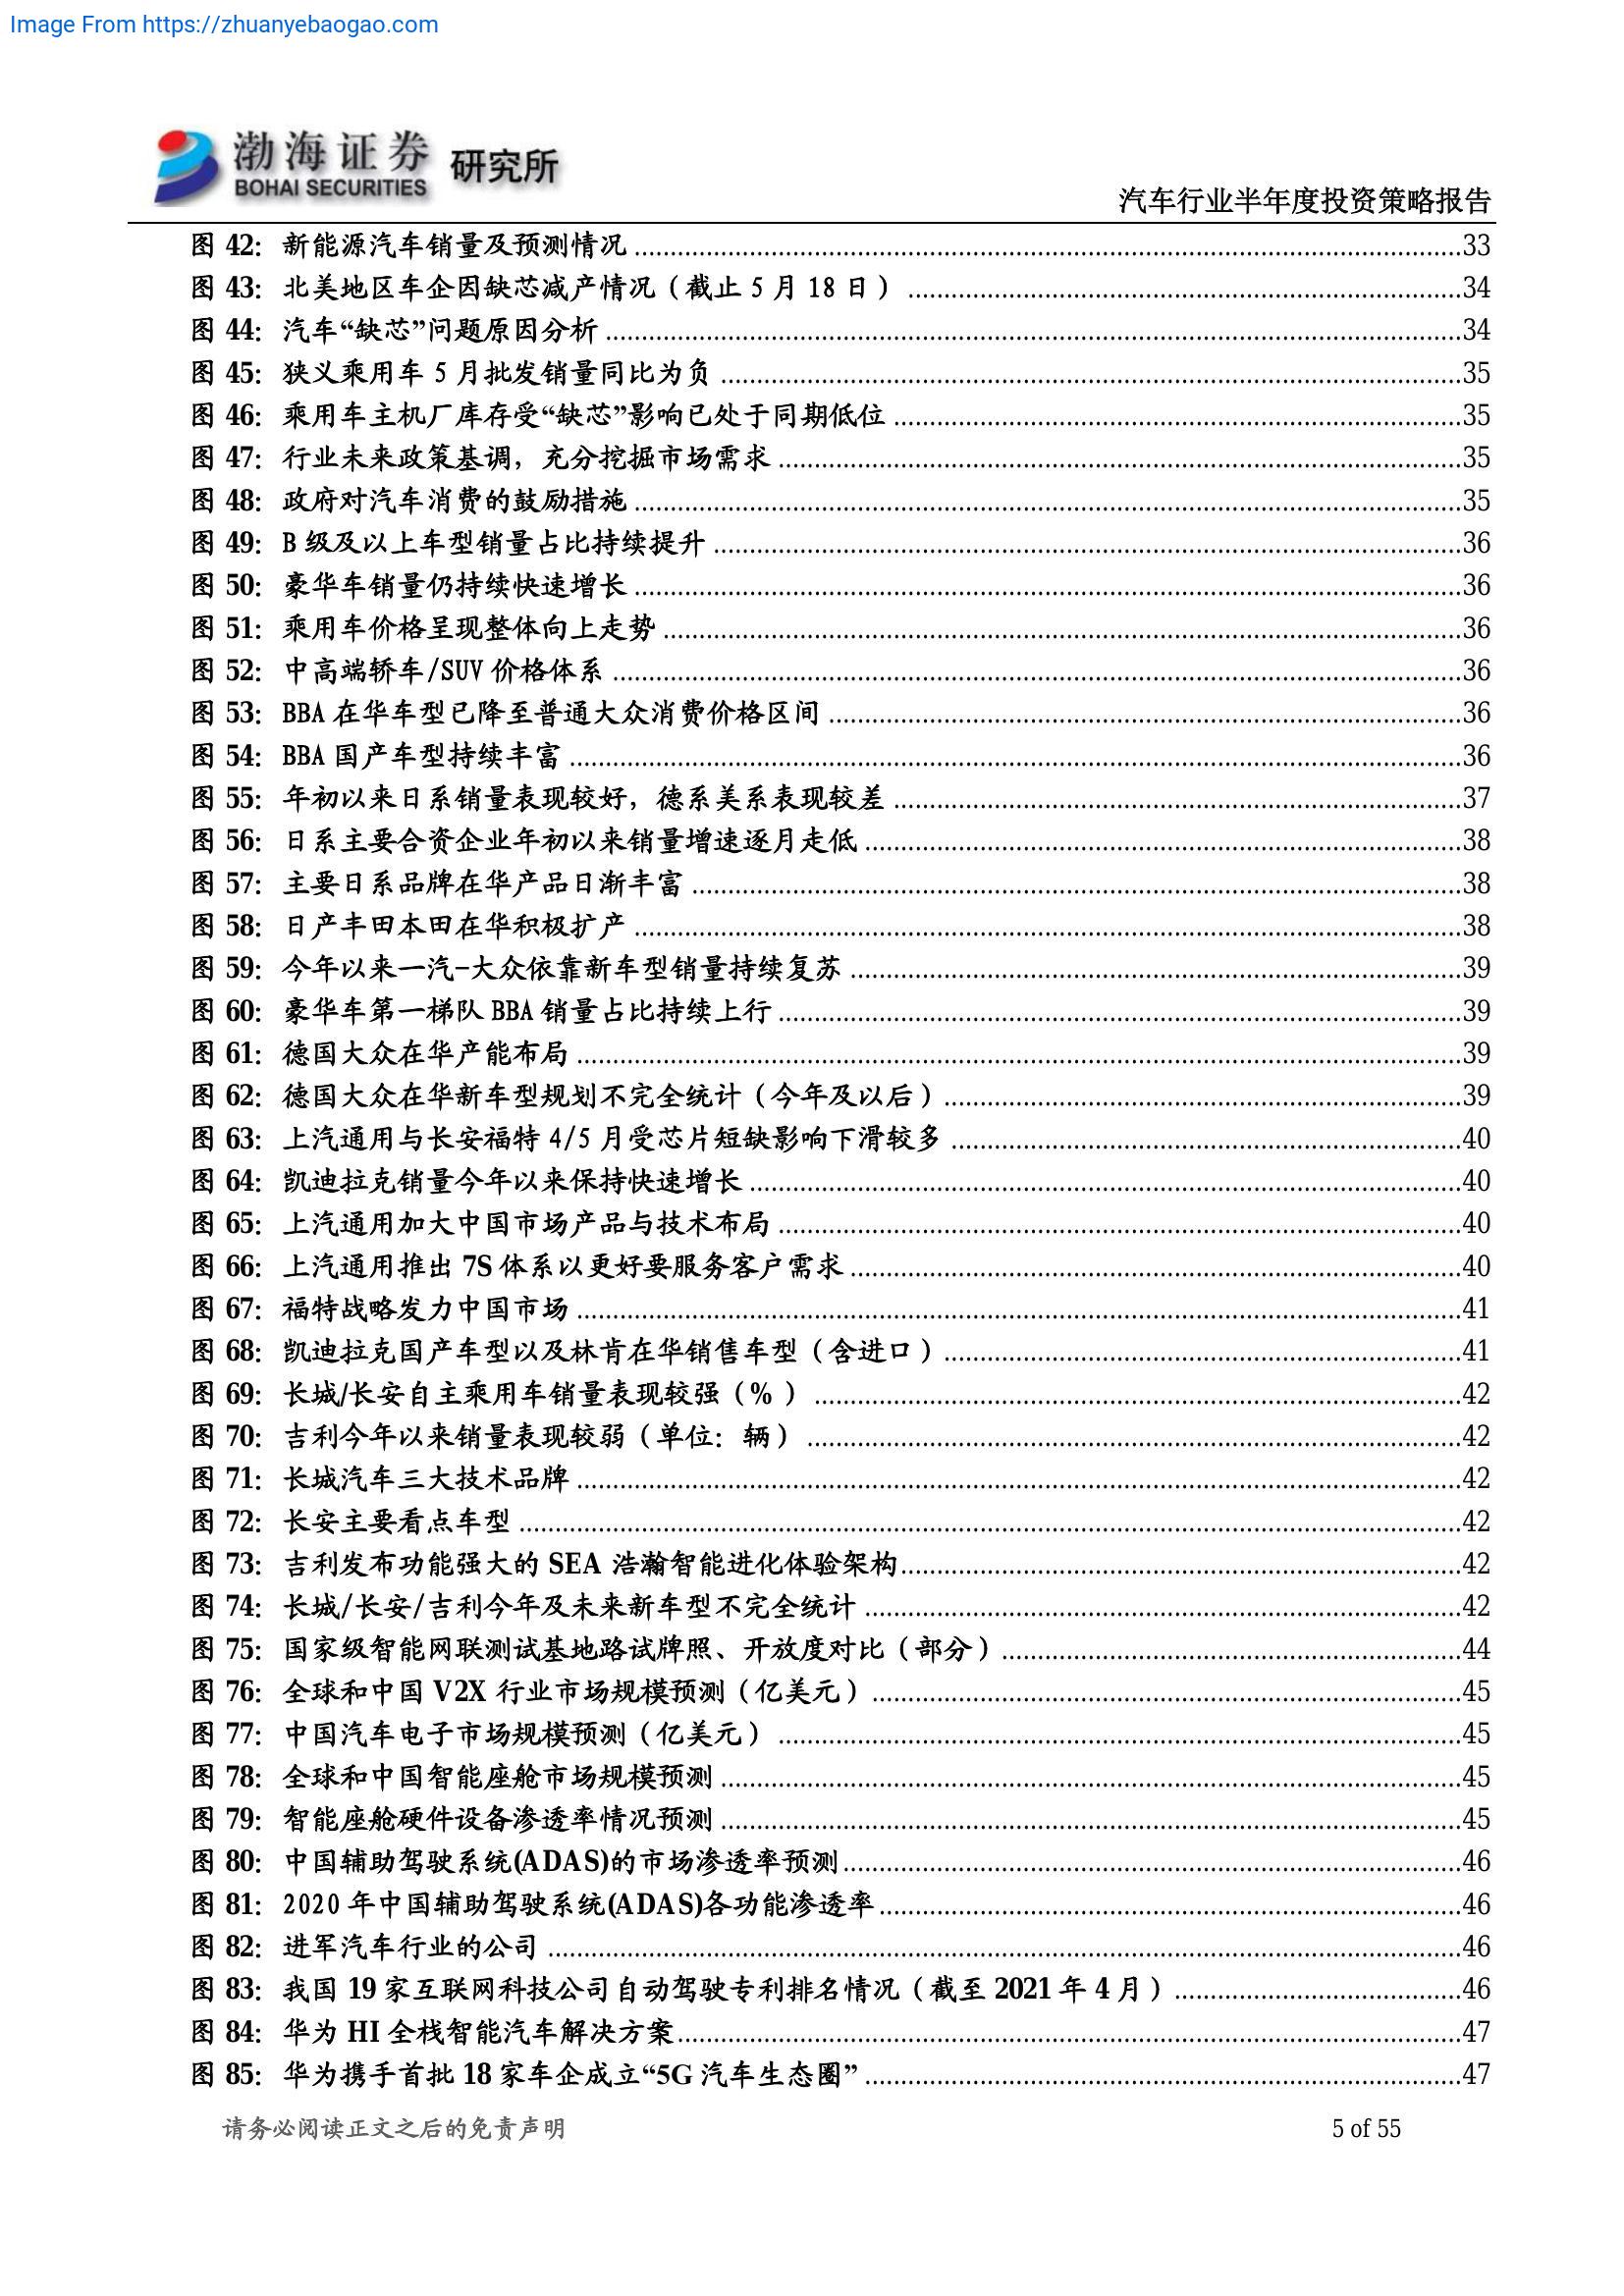 Image From https://zhuanyebaogao.com
渤海证券 研究所
BOHAI SECURITIES
汽车行业半年度投资策略报告
图 42：新能源汽车销量及预测情况 ........ 33
图 43：北美地区车企因缺芯减产情况（截止 5 月 18 日） ........ 34
图 44：汽车“缺芯”问题原因分析 ........ 34
图 45：狭义乘用车 5 月批发销量同比为负 ........ 35
图 46：乘用车主机厂库存受“缺芯”影响已处于同期低位 ........ 35
图 47：行业未来政策基调，充分挖掘市场需求 ........ 35
图 48：政府对汽车消费的鼓励措施 ........ 35
图 49：B 级及以上车型销量占比持续提升 ........ 36
图 50：豪华车销量仍持续快速增长 ........ 36
图 51：乘用车价格呈现整体向上走势 ........ 36
图 52：中高端轿车/SUV 价格体系 ........ 36
图 53：BBA 在华车型已降至普通大众消费价格区间 ........ 36
图 54：BBA 国产车型持续丰富 ........ 36
图 55：年初以来日系销量表现较好，德系美系表现较差 ........ 37
图 56：日系主要合资企业年初以来销量增速逐月走低 ........ 38
图 57：主要日系品牌在华产品日渐丰富 ........ 38
图 58：日产丰田本田在华积极扩产 ........ 38
图 59：今年以来一汽-大众依靠新车型销量持续复苏 ........ 39
图 60：豪华车第一梯队 BBA 销量占比持续上行 ........ 39
图 61：德国大众在华产能布局 ........ 39
图 62：德国大众在华新车型规划不完全统计（今年及以后） ........ 39
图 63：上汽通用与长安福特 4/5 月受芯片短缺影响下滑较多 ........ 40
图 64：凯迪拉克销量今年以来保持快速增长 ........ 40
图 65：上汽通用加大中国市场产品与技术布局 ........ 40
图 66：上汽通用推出 7S 体系以更好要服务客户需求 ........ 40
图 67：福特战略发力中国市场 ........ 41
图 68：凯迪拉克国产车型以及林肯在华销售车型（含进口） ........ 41
图 69：长城/长安自主乘用车销量表现较强（%） ........ 42
图 70：吉利今年以来销量表现较弱（单位：辆） ........ 42
图 71：长城汽车三大技术品牌 ........ 42
图 72：长安主要看点车型 ........ 42
图 73：吉利发布功能强大的 SEA 浩瀚智能进化体验架构 ........ 42
图 74：长城/长安/吉利今年及未来新车型不完全统计 ........ 42
图 75：国家级智能网联测试基地路试牌照、开放度对比（部分） ........ 44
图 76：全球和中国 V2X 行业市场规模预测（亿美元） ........ 45
图 77：中国汽车电子市场规模预测（亿美元） ........ 45
图 78：全球和中国智能座舱市场规模预测 ........ 45
图 79：智能座舱硬件设备渗透率情况预测 ........ 45
图 80：中国辅助驾驶系统(ADAS)的市场渗透率预测 ........ 46
图 81：2020 年中国辅助驾驶系统(ADAS)各功能渗透率 ........ 46
图 82：进军汽车行业的公司 ........ 46
图 83：我国 19 家互联网科技公司自动驾驶专利排名情况（截至 2021 年 4 月） ........ 46
图 84：华为 HI 全栈智能汽车解决方案 ........ 47
图 85：华为携手首批 18 家车企成立“5G 汽车生态圈” ........ 47
请务必阅读正文之后的免责声明 5 of 55